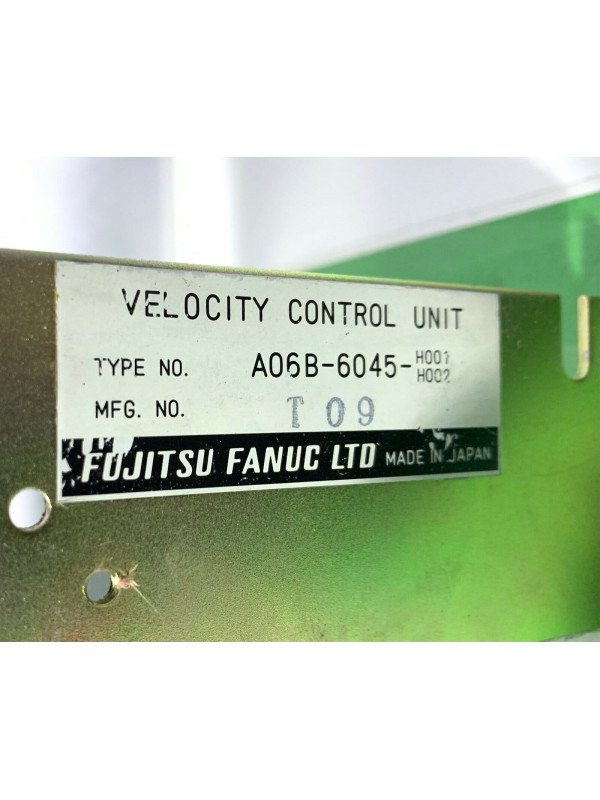 VELOCITY CONTROL UNIT
TYPE NO. A06B-6045-H001
H002
MFG. NO. T09
FUJITSU FANUC LTD MADE IN JAPAN